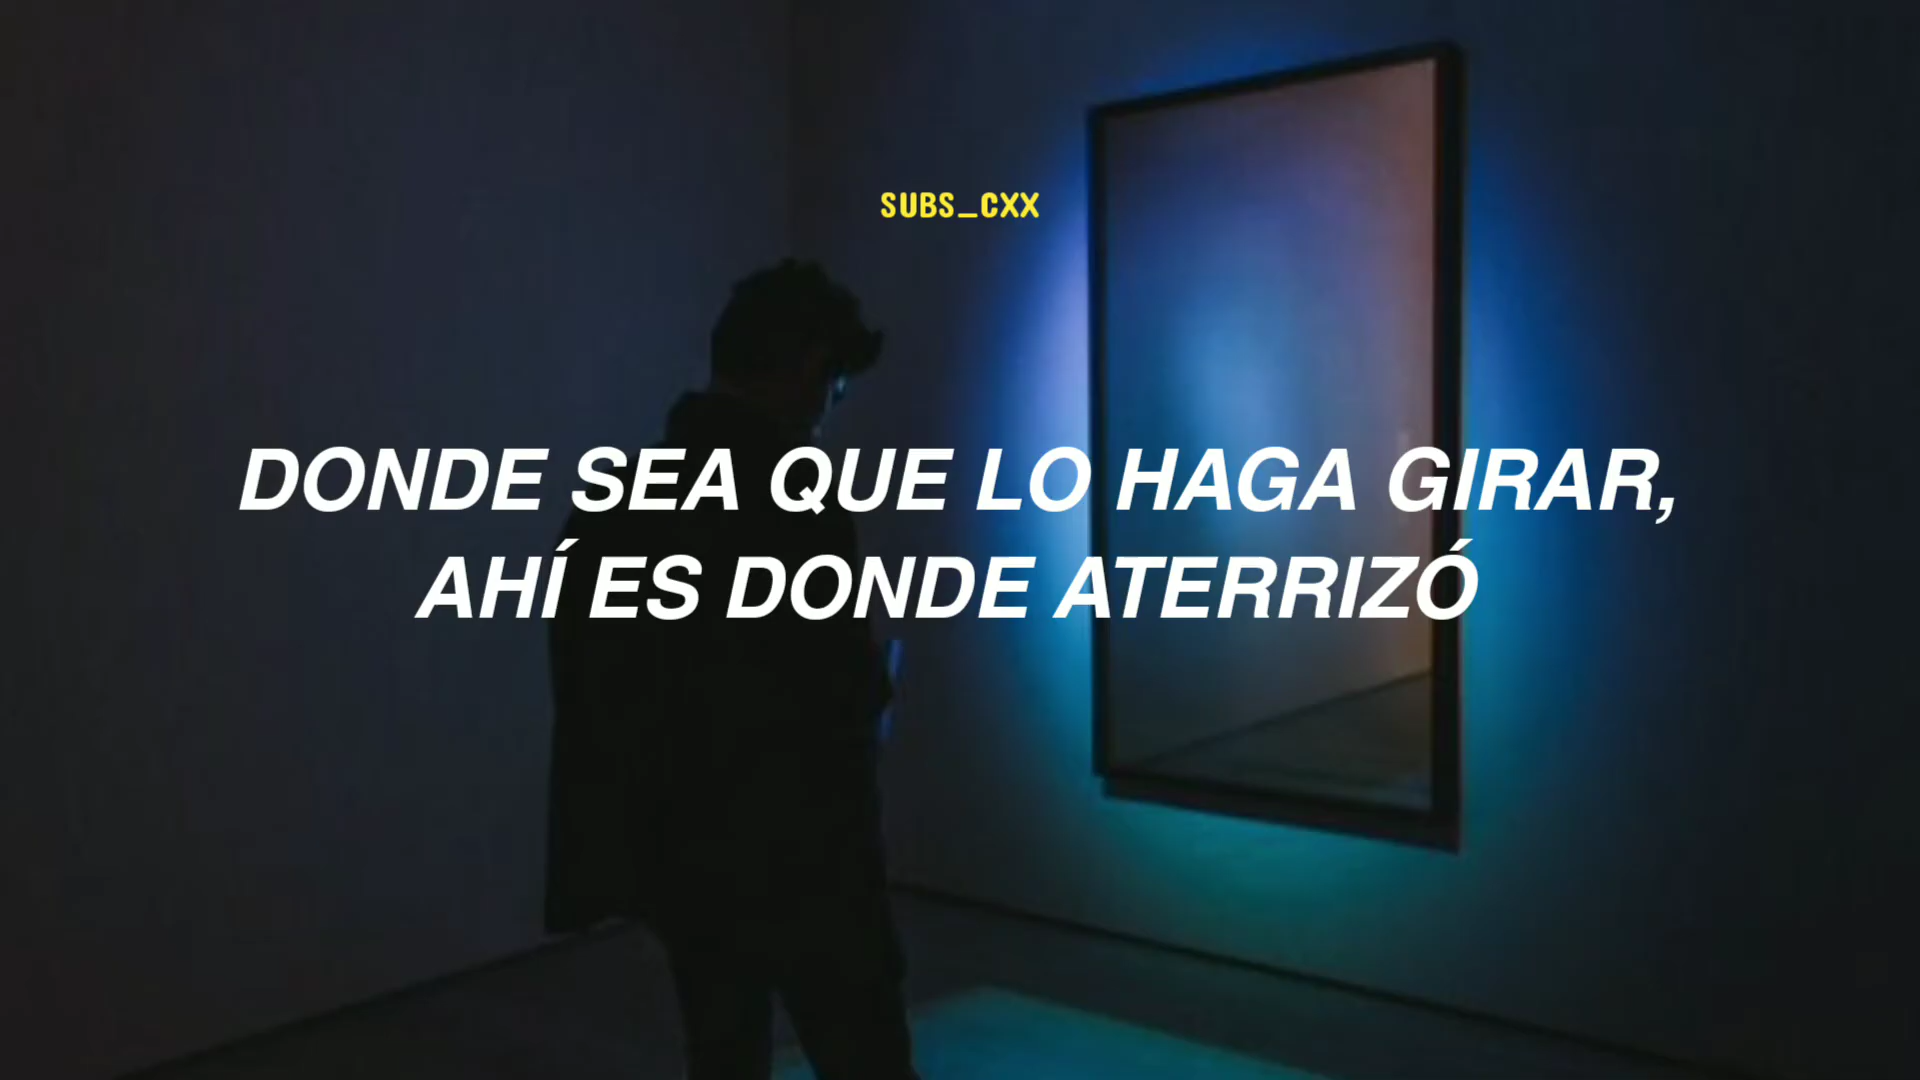 SUBS_CXX
DONDE SEA QUE LO HAGA GIRAR,
AHÍ ES DONDE ATERRIZÓ